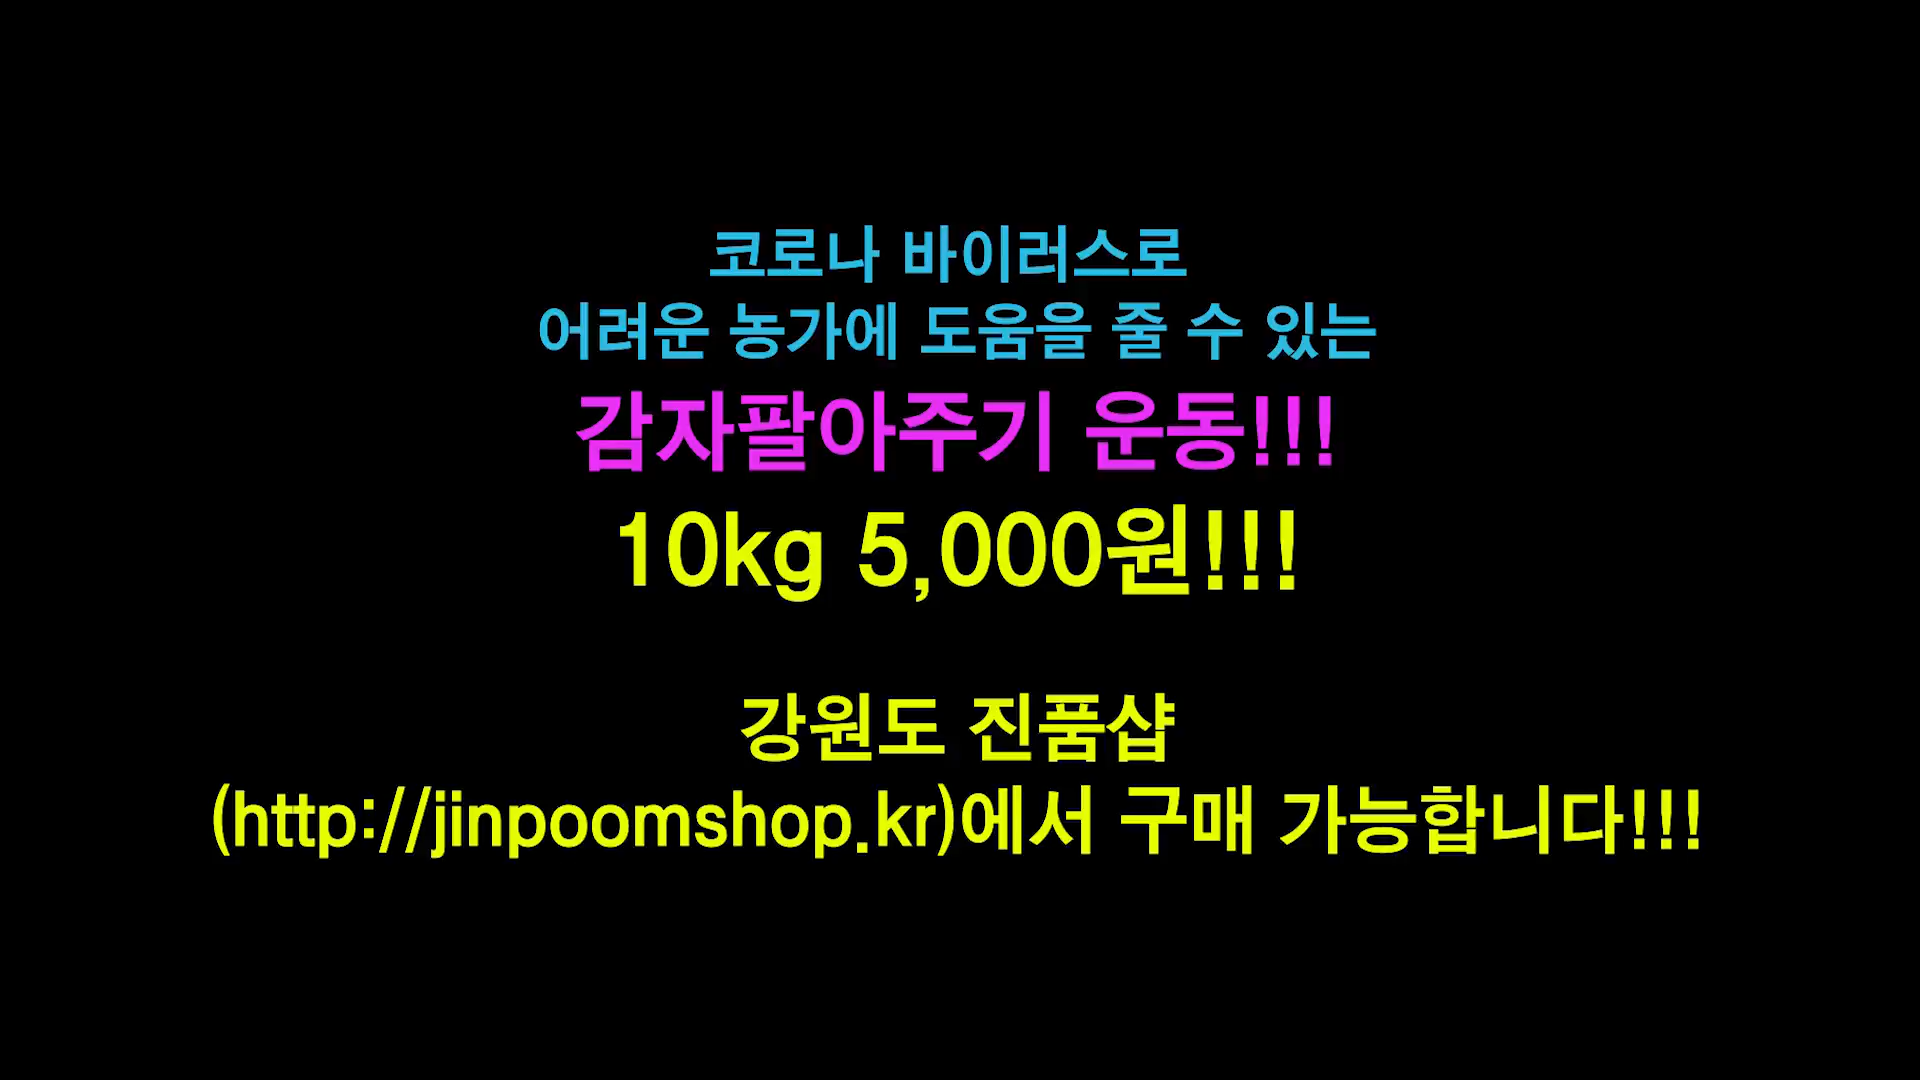 코로나 바이러스로
어려운 농가에 도움을 줄 수 있는
감자팔아주기 운동!!!
10kg 5,000원!!!
강원도 진품샵
(http://jinpoomshop.kr)에서 구매 가능합니다!!!